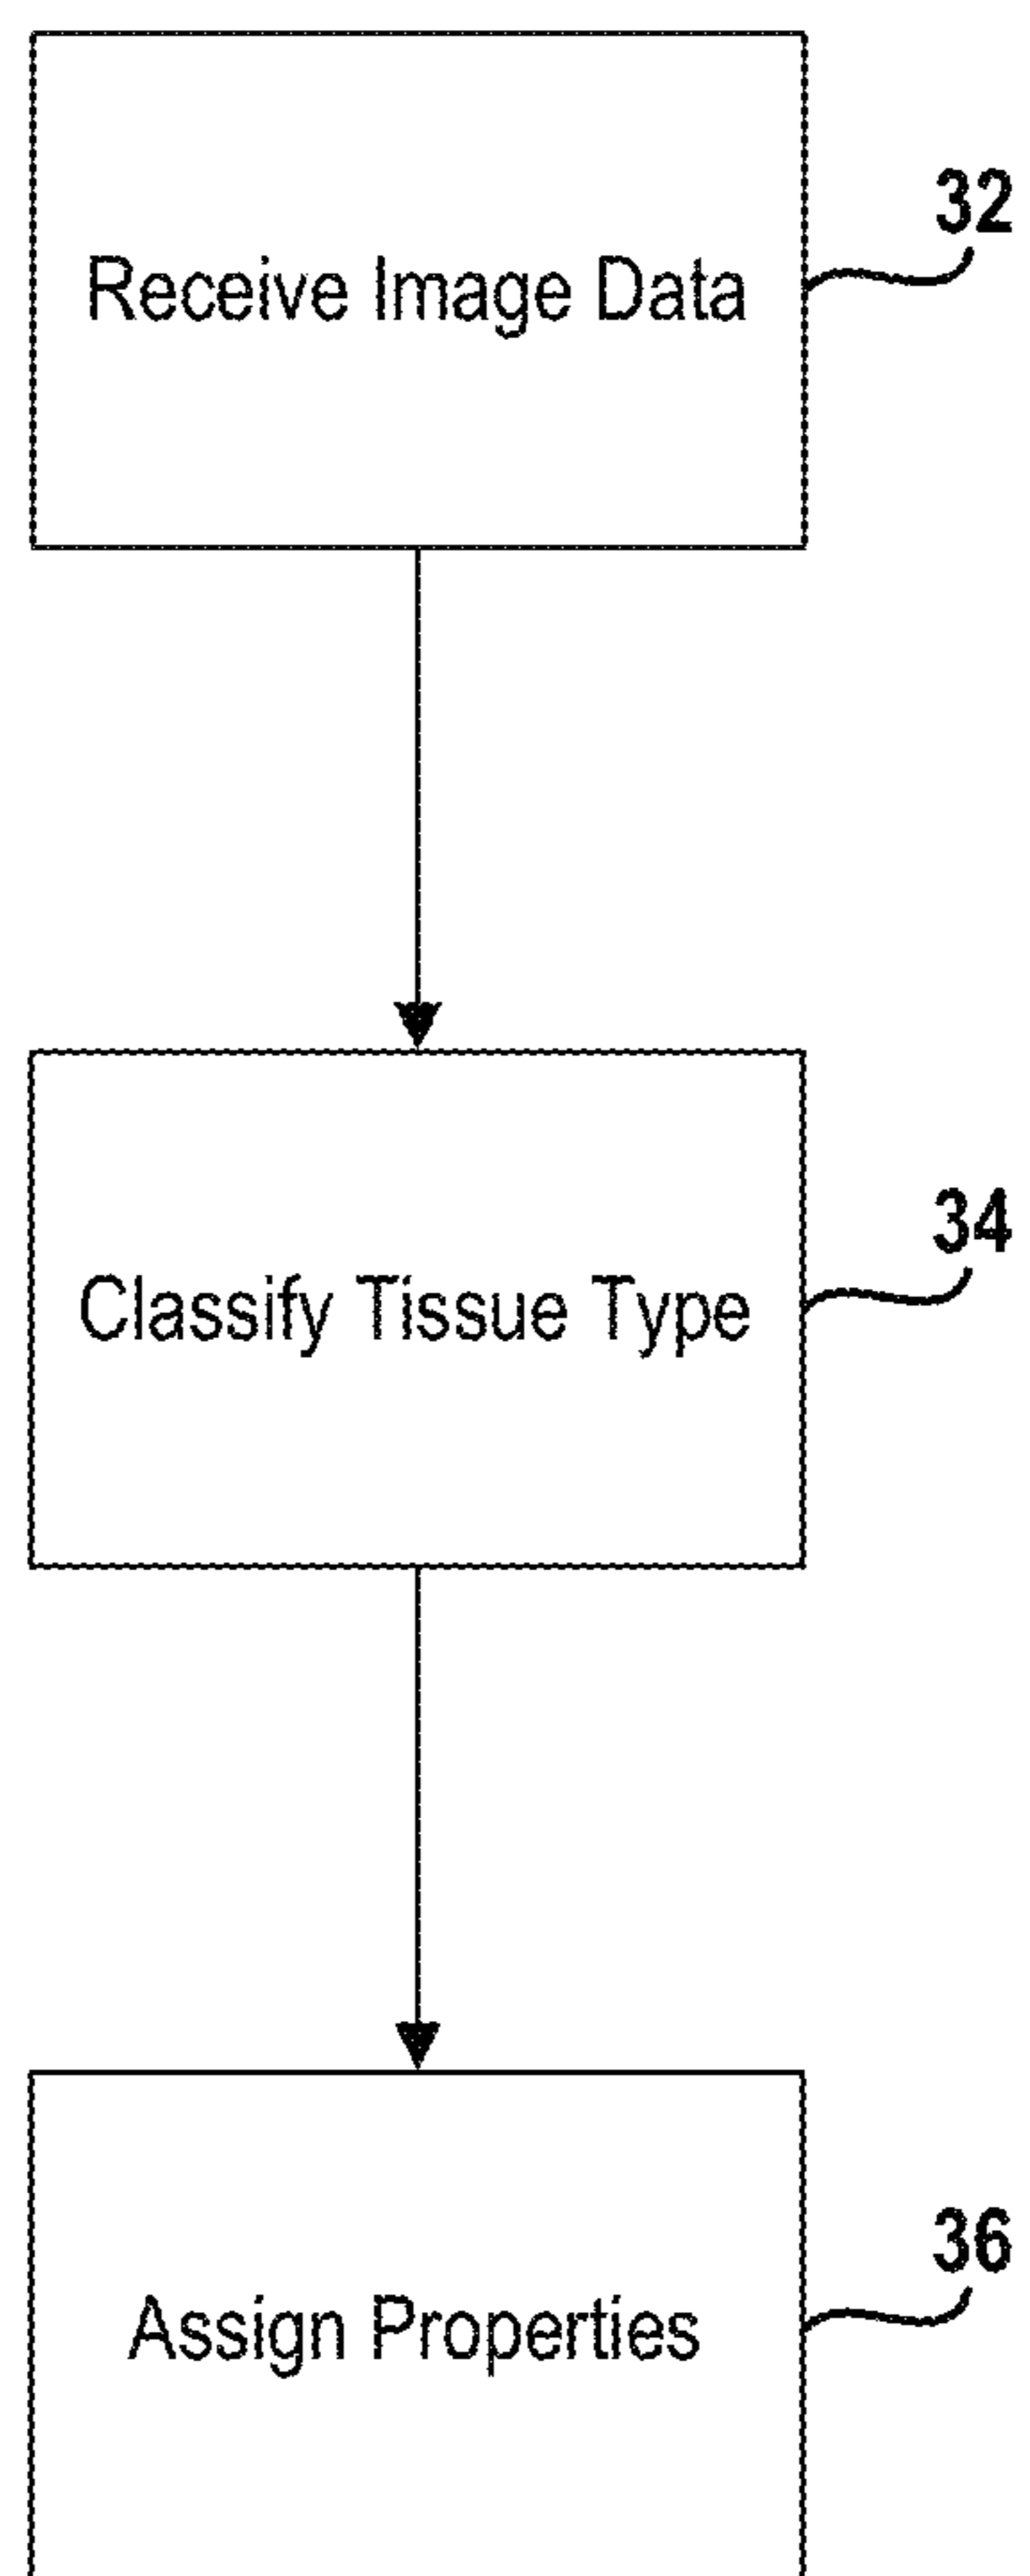 32
Receive Image Data
34
Classify Tissue Type
36
Assign Properties